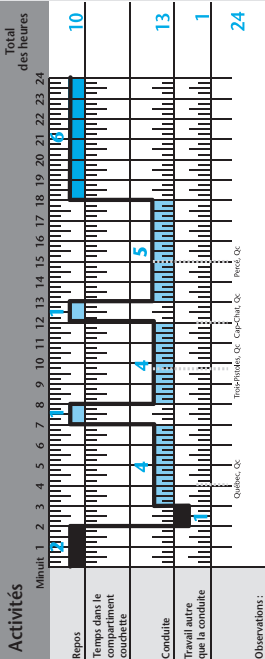 Activités
Total
des heures
Minuit 1 2 3 4 5 6 7 8 9 10 11 12 13 14 15 16 17 18 19 20 21 22 23 24
Repos
2 1 1 6 10
Temps dans le
compartiment
couchette
Conduite
4 4 5 13
Travail autre
que la conduite
1 1
Observations :
Québec, Qc Trois-Pistoles, Qc Cap-Chat, Qc Percé, Qc
24